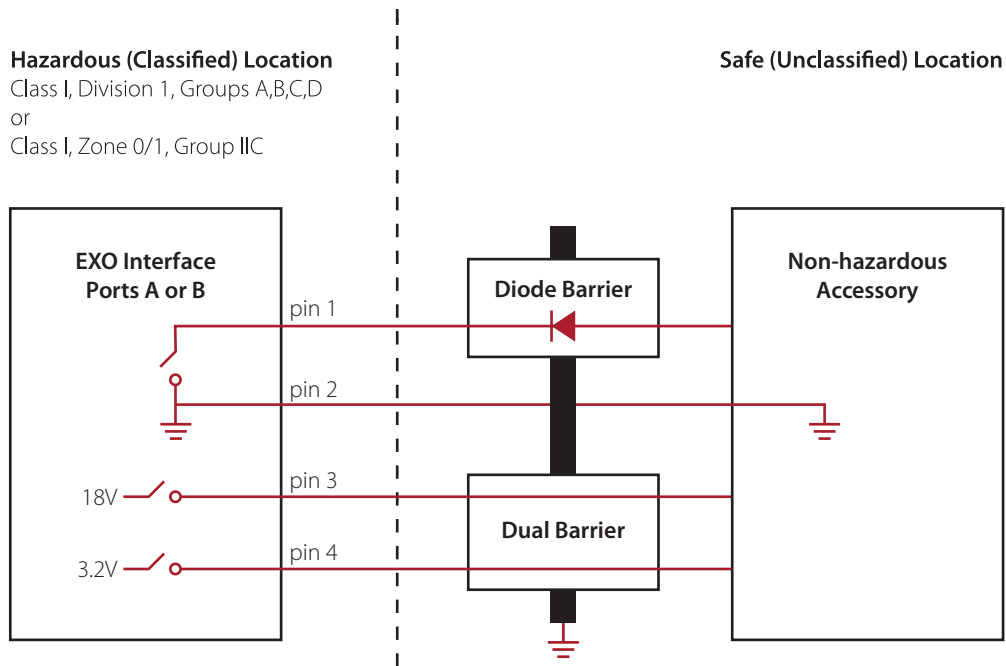 Hazardous (Classified) Location
Class I, Division 1, Groups A,B,C,D
or
Class I, Zone 0/1, Group IIC
Safe (Unclassified) Location
EXO Interface
Ports A or B
pin 1
pin 2
18V
pin 3
3.2V
pin 4
Diode Barrier
Dual Barrier
Non-hazardous
Accessory